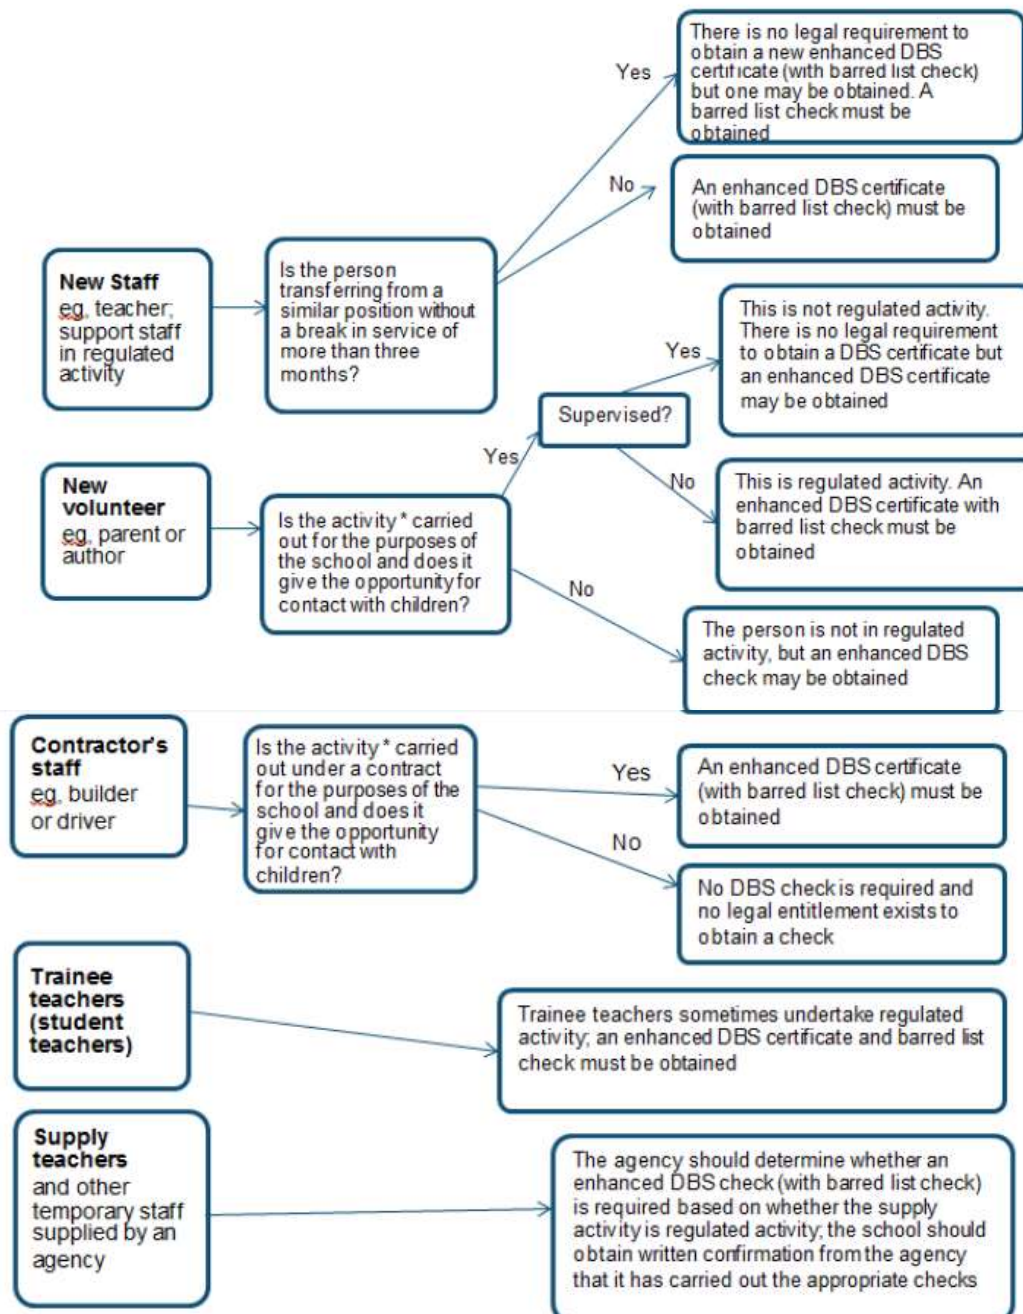 New Staff
eg, teacher;
support staff
in regulated
activity
Is the person
transferring from a
similar position without
a break in service of
more than three
months?
Yes
There is no legal requirement to
obtain a new enhanced DBS
certificate (with barred list check)
but one may be obtained. A
barred list check must be
obtained
No
An enhanced DBS certificate
(with barred list check) must be
obtained
New
volunteer
eg, parent or
author
Is the activity * carried
out for the purposes of
the school and does it
give the opportunity for
contact with children?
Yes
Supervised?
Yes
This is not regulated activity.
There is no legal requirement
to obtain a DBS certificate but
an enhanced DBS certificate
may be obtained
No
This is regulated activity. An
enhanced DBS certificate with
barred list check must be
obtained
No
The person is not in regulated
activity, but an enhanced DBS
check may be obtained
Contractor's
staff
eg, builder
or driver
Is the activity * carried
out under a contract
for the purposes of the
school and does it
give the opportunity
for contact with
children?
Yes
An enhanced DBS certificate
(with barred list check) must be
obtained
No
No DBS check is required and
no legal entitlement exists to
obtain a check
Trainee
teachers
(student
teachers)
Trainee teachers sometimes undertake regulated
activity; an enhanced DBS certificate and barred list
check must be obtained
Supply
teachers
and other
temporary staff
supplied by an
agency
The agency should determine whether an
enhanced DBS check (with barred list check)
is required based on whether the supply
activity is regulated activity; the school should
obtain written confirmation from the agency
that it has carried out the appropriate checks